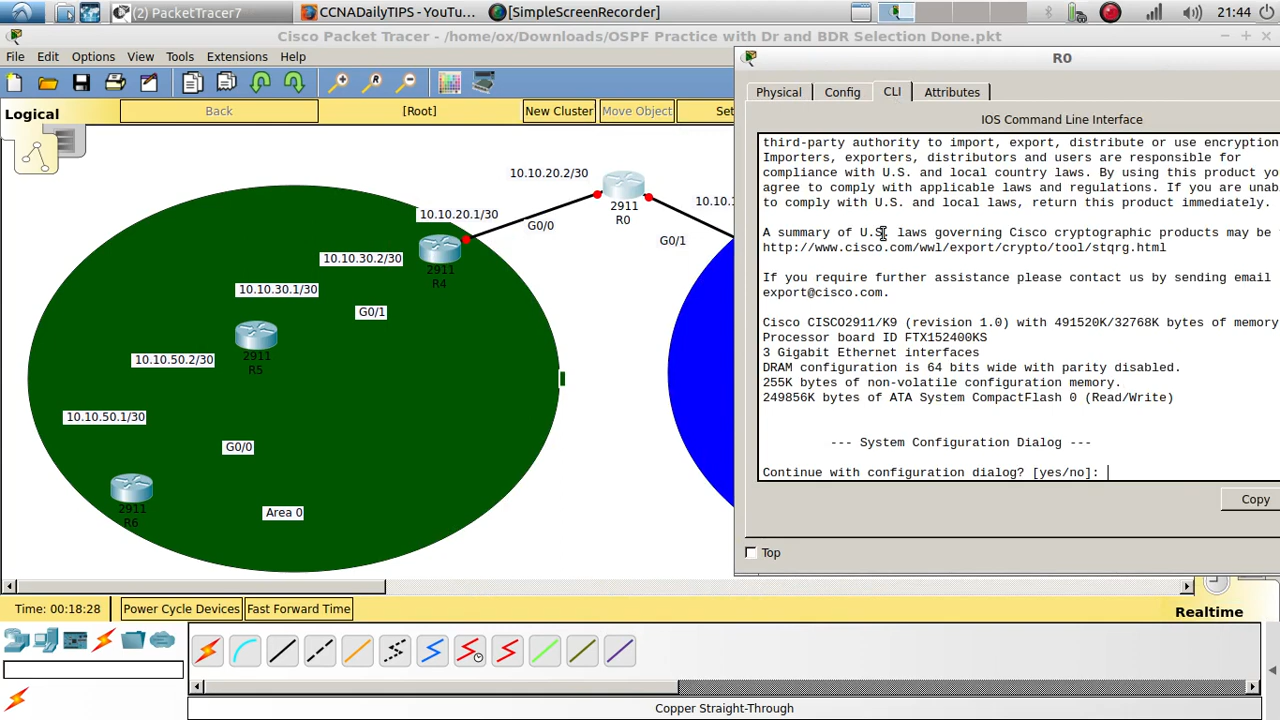 (2) PacketTracer7
CCNADailyTIPS - YouTu...
[SimpleScreenRecorder]
21:44
Cisco Packet Tracer - /home/ox/Downloads/OSPF Practice with Dr and BDR Selection Done.pkt
File Edit Options View Tools Extensions Help
Logical
Back
[Root]
New Cluster
Move Object
Set
10.10.20.2/30
2911
R0
10.10.20.1/30
G0/0
G0/1
10.10.
2911
R4
10.10.30.2/30
10.10.30.1/30
G0/1
2911
R5
10.10.50.2/30
10.10.50.1/30
G0/0
2911
R6
Area 0
R0
Physical
Config
CLI
Attributes
IOS Command Line Interface
third-party authority to import, export, distribute or use encryption
Importers, exporters, distributors and users are responsible for
compliance with U.S. and local country laws. By using this product yo
agree to comply with applicable laws and regulations. If you are unab
to comply with U.S. and local laws, return this product immediately.
A summary of U.S. laws governing Cisco cryptographic products may be
http://www.cisco.com/wwl/export/crypto/tool/stqrg.html
If you require further assistance please contact us by sending email
export@cisco.com.
Cisco CISCO2911/K9 (revision 1.0) with 491520K/32768K bytes of memory
Processor board ID FTX152400KS
3 Gigabit Ethernet interfaces
DRAM configuration is 64 bits wide with parity disabled.
255K bytes of non-volatile configuration memory.
249856K bytes of ATA System CompactFlash 0 (Read/Write)
--- System Configuration Dialog ---
Continue with configuration dialog? [yes/no]:
Copy
Top
Time: 00:18:28
Power Cycle Devices
Fast Forward Time
Realtime
Copper Straight-Through